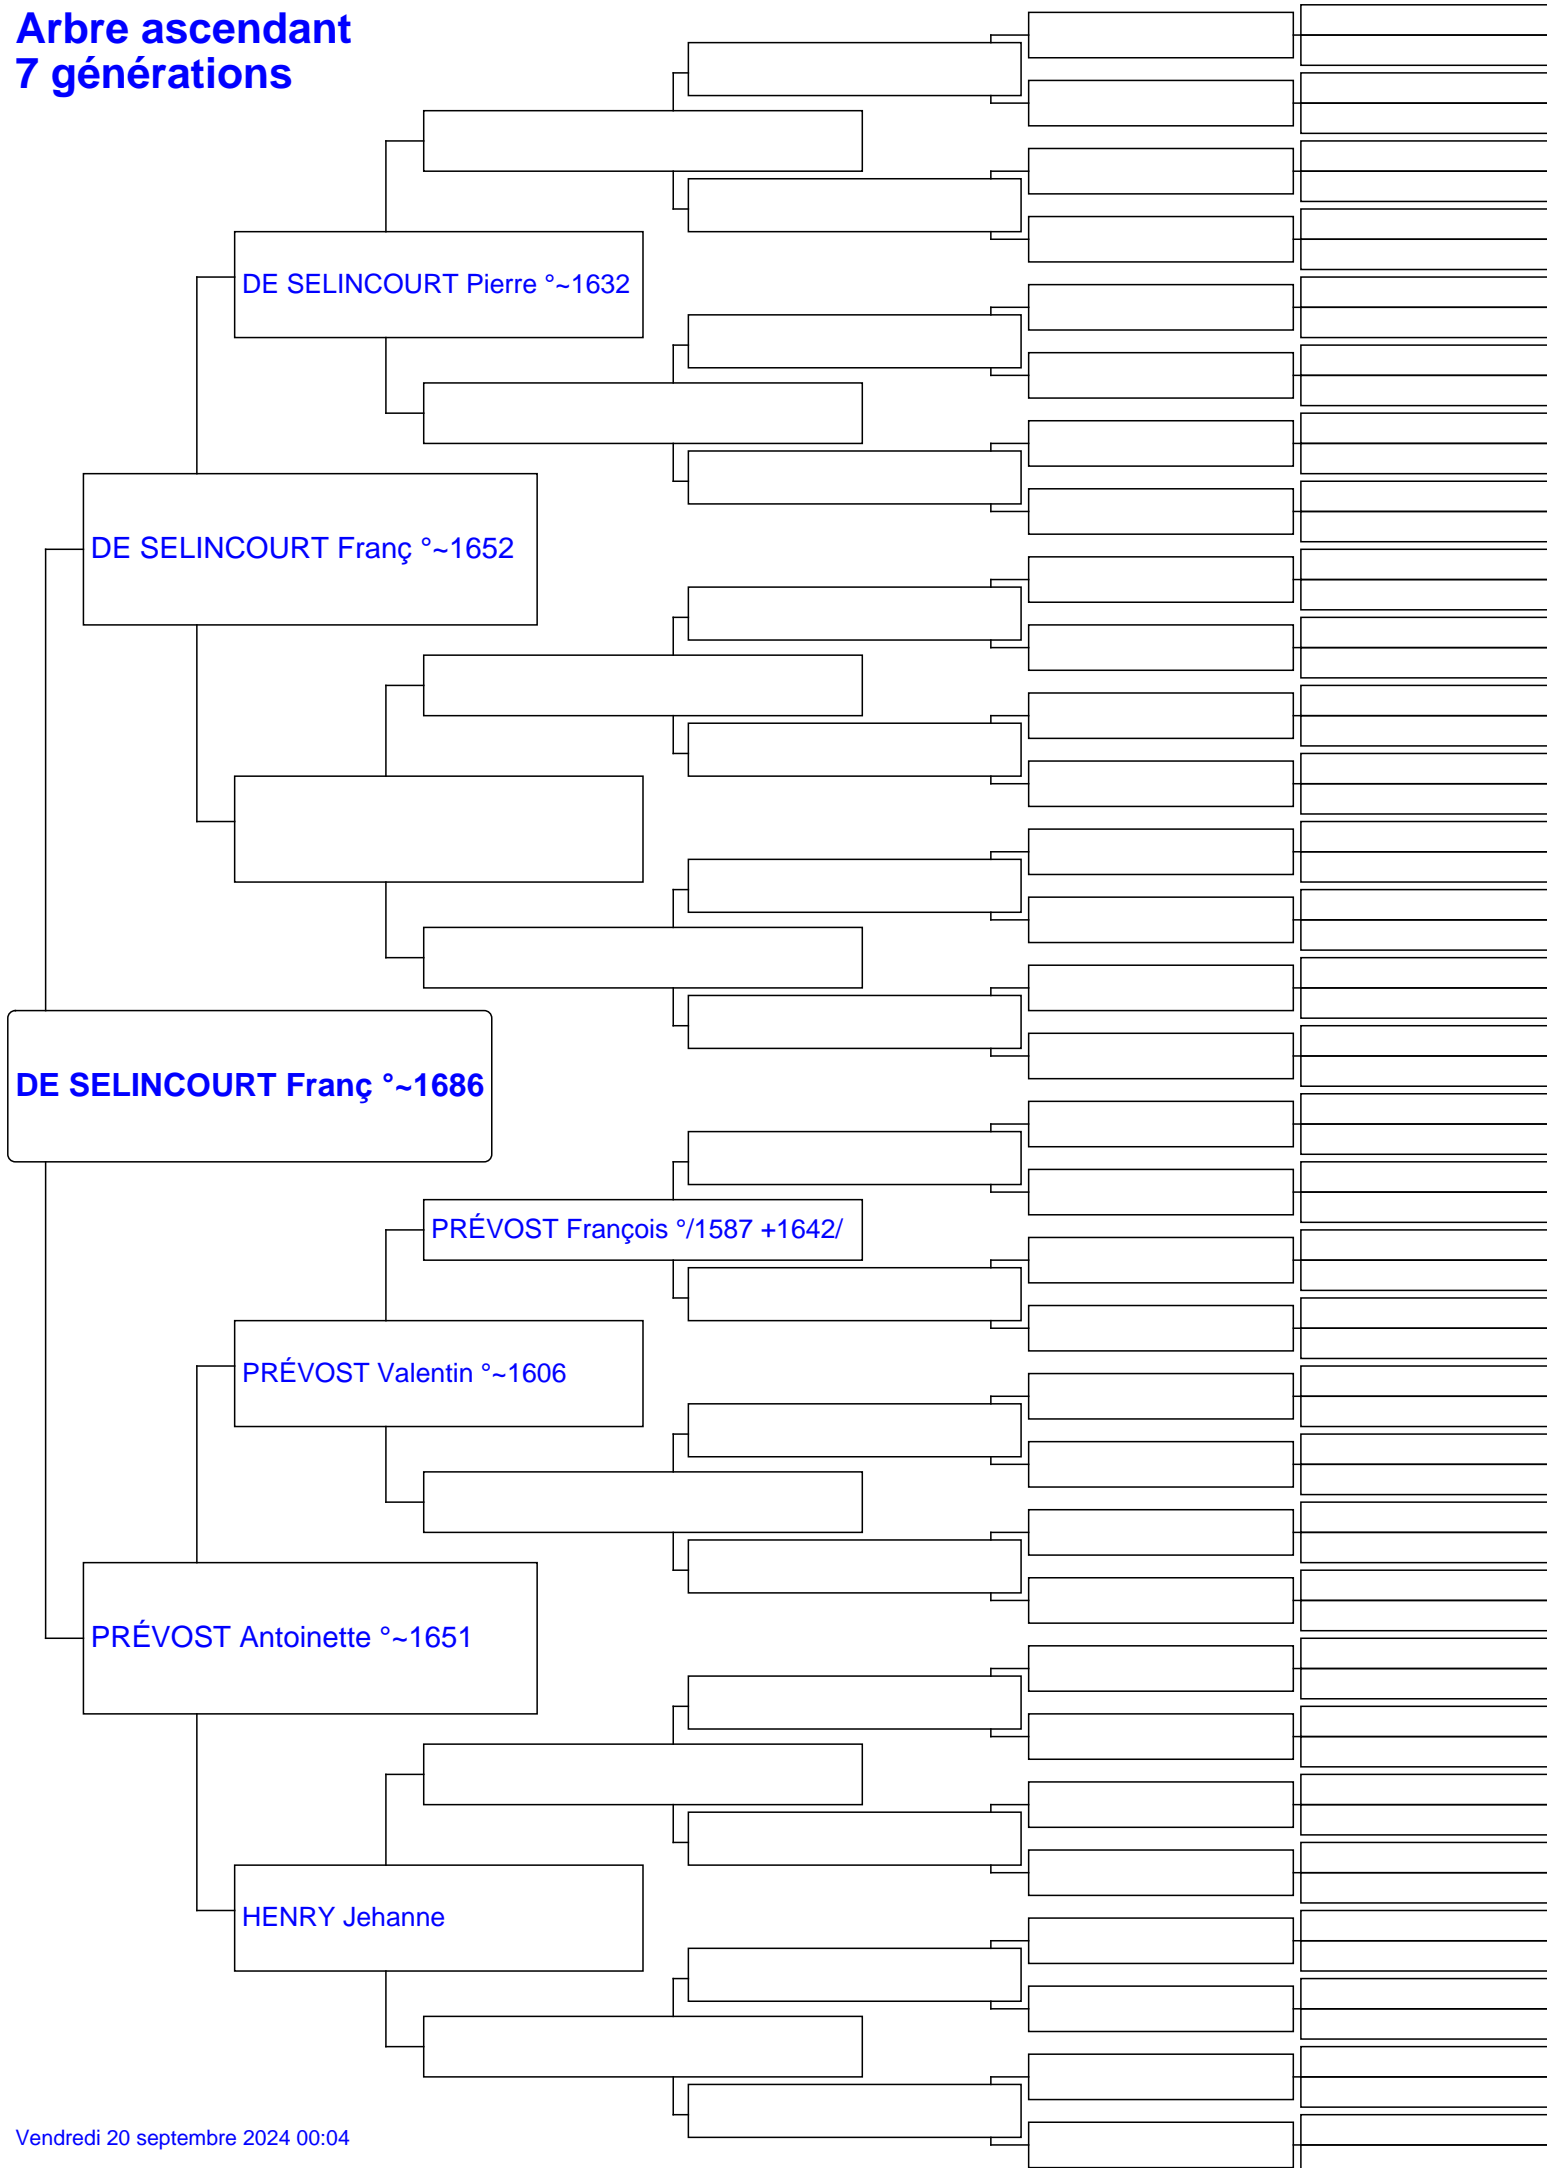 Arbre ascendant
7 générations
DE SELINCOURT Pierre °~1632
DE SELINCOURT Franç °~1652
DE SELINCOURT Franç °~1686
PRÉVOST François °/1587 +1642/
PRÉVOST Valentin °~1606
PRÉVOST Antoinette °~1651
HENRY Jehanne
Vendredi 20 septembre 2024 00:04